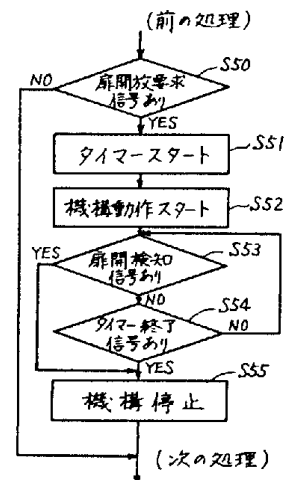 (前の処理)
S50
NO
扉開放要求
信号あり
YES
S51
タイマースタート
S52
機構動作スタート
S53
YES
扉開検知
信号あり
NO
S54
タイマー終了
信号あり
NO
YES
S55
機構停止
(次の処理)